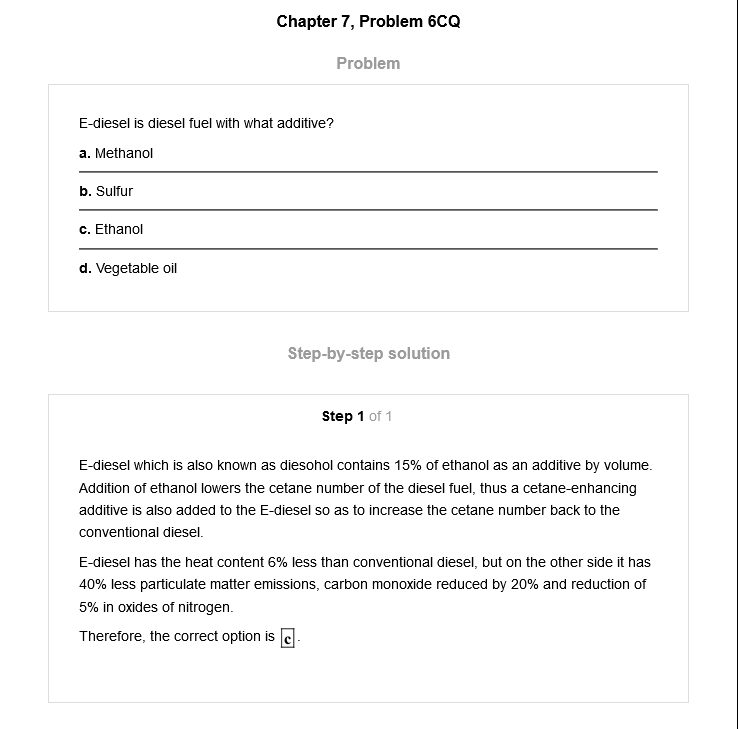 Chapter 7, Problem 6CQ
Problem
E-diesel is diesel fuel with what additive?
a. Methanol
b. Sulfur
c. Ethanol
d. Vegetable oil
Step-by-step solution
Step 1 of 1
E-diesel which is also known as diesohol contains 15% of ethanol as an additive by volume.
Addition of ethanol lowers the cetane number of the diesel fuel, thus a cetane-enhancing
additive is also added to the E-diesel so as to increase the cetane number back to the
conventional diesel.
E-diesel has the heat content 6% less than conventional diesel, but on the other side it has
40% less particulate matter emissions, carbon monoxide reduced by 20% and reduction of
5% in oxides of nitrogen.
Therefore, the correct option is c.